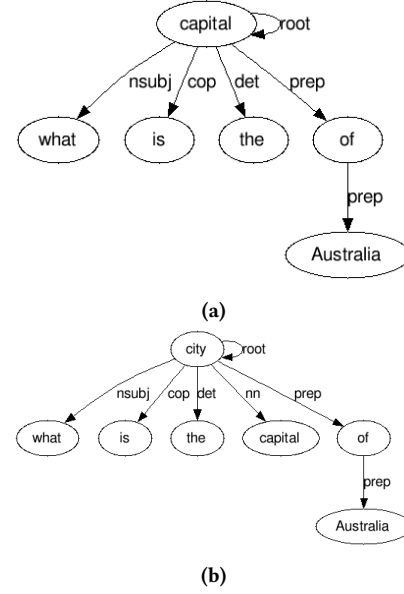 capital
root
nsubj cop det prep
what is the of
prep
Australia
(a)
city
root
nsubj cop det nn prep
what is the capital of
prep
Australia
(b)